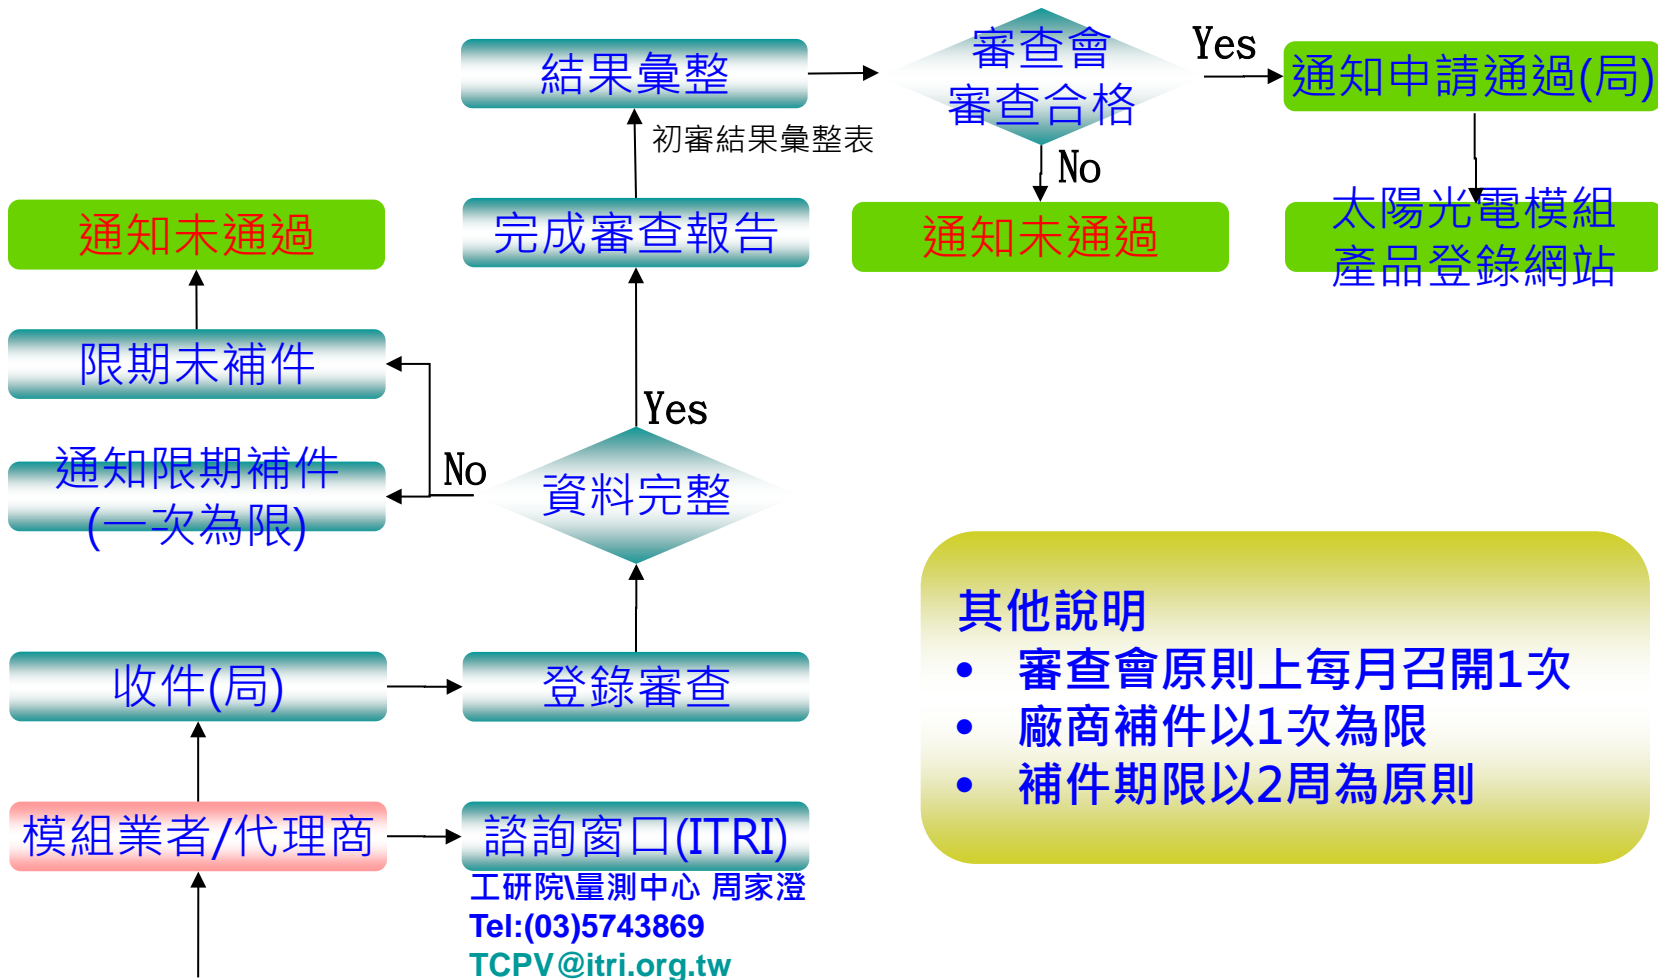 結果彙整
審查會
審查合格
Yes
通知申請通過(局)
初審結果彙整表
No
通知未通過
完成審查報告
通知未通過
太陽光電模組
產品登錄網站
限期未補件
Yes
通知限期補件
(一次為限)
No
資料完整
其他說明
• 審查會原則上每月召開1次
• 廠商補件以1次為限
• 補件期限以2周為原則
收件(局)
登錄審查
模組業者/代理商
諮詢窗口(ITRI)
工研院\量測中心 周家澄
Tel:(03)5743869
TCPV@itri.org.tw